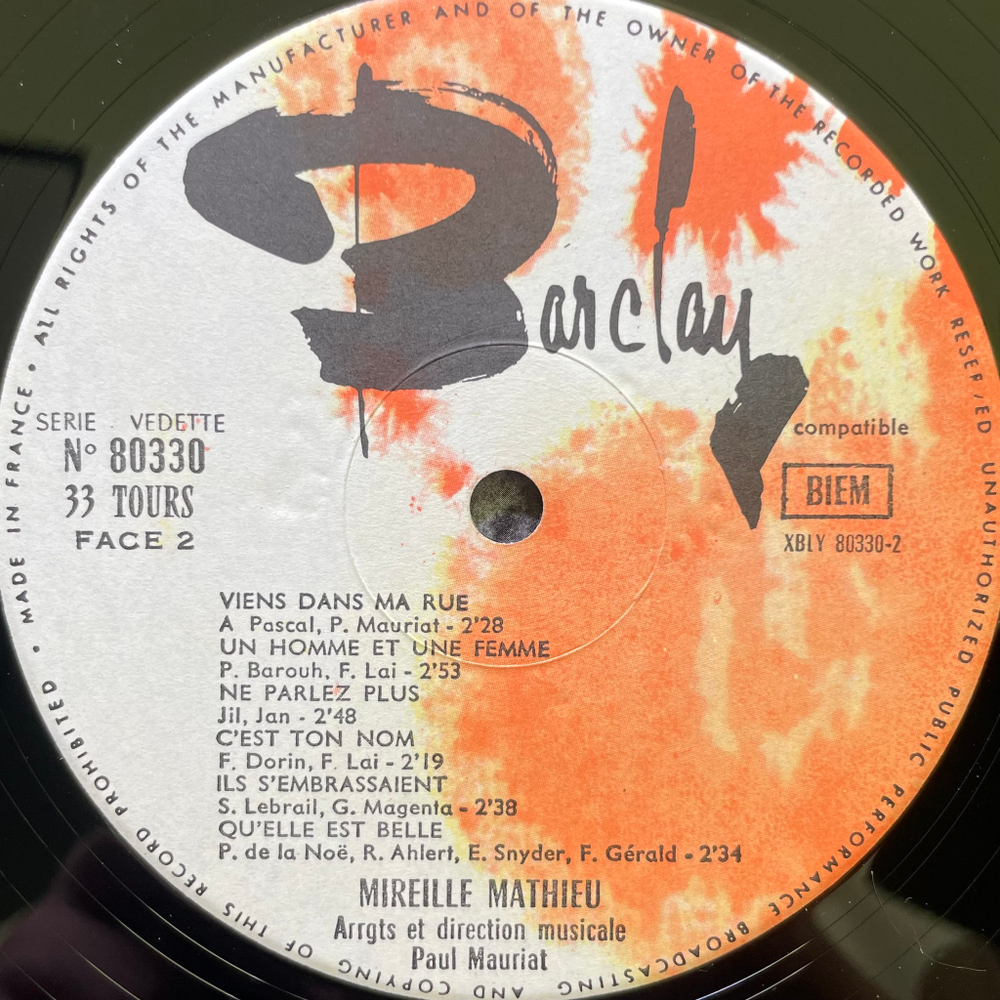 • MADE IN FRANCE • ALL RIGHTS OF THE MANUFACTURER AND OF THE OWNER OF THE RECORDED WORK RESERVED UNAUTHORIZED PUBLIC PERFORMANCE BROADCASTING AND COPYING OF THIS RECORD PROHIBITED
Barclay
SERIE VEDETTE
N° 80330
33 TOURS
FACE 2
compatible
BIEM
XBLY 80330-2
VIENS DANS MA RUE
A Pascal, P. Mauriat - 2'28
UN HOMME ET UNE FEMME
P. Barouh, F. Lai - 2'53
NE PARLEZ PLUS
Jil, Jan - 2'48
C'EST TON NOM
F. Dorin, F. Lai - 2'19
ILS S'EMBRASSAIENT
S. Lebrail, G. Magenta - 2'38
QU'ELLE EST BELLE
P. de la Noë, R. Ahlert, E. Snyder, F. Gérald - 2'34
MIREILLE MATHIEU
Arrgts et direction musicale
Paul Mauriat